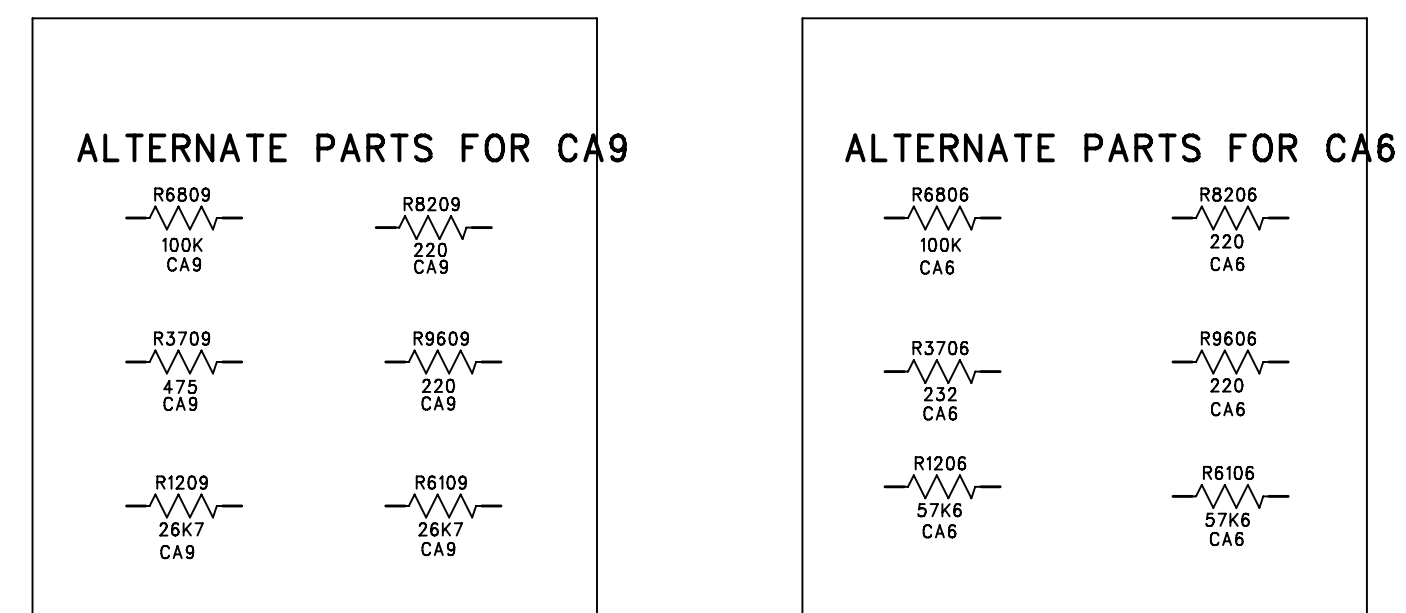 ALTERNATE PARTS FOR CA9
R6809
100K
CA9
R8209
220
CA9
R3709
475
CA9
R9609
220
CA9
R1209
26K7
CA9
R6109
26K7
CA9
ALTERNATE PARTS FOR CA6
R6806
100K
CA6
R8206
220
CA6
R3706
232
CA6
R9606
220
CA6
R1206
57K6
CA6
R6106
57K6
CA6